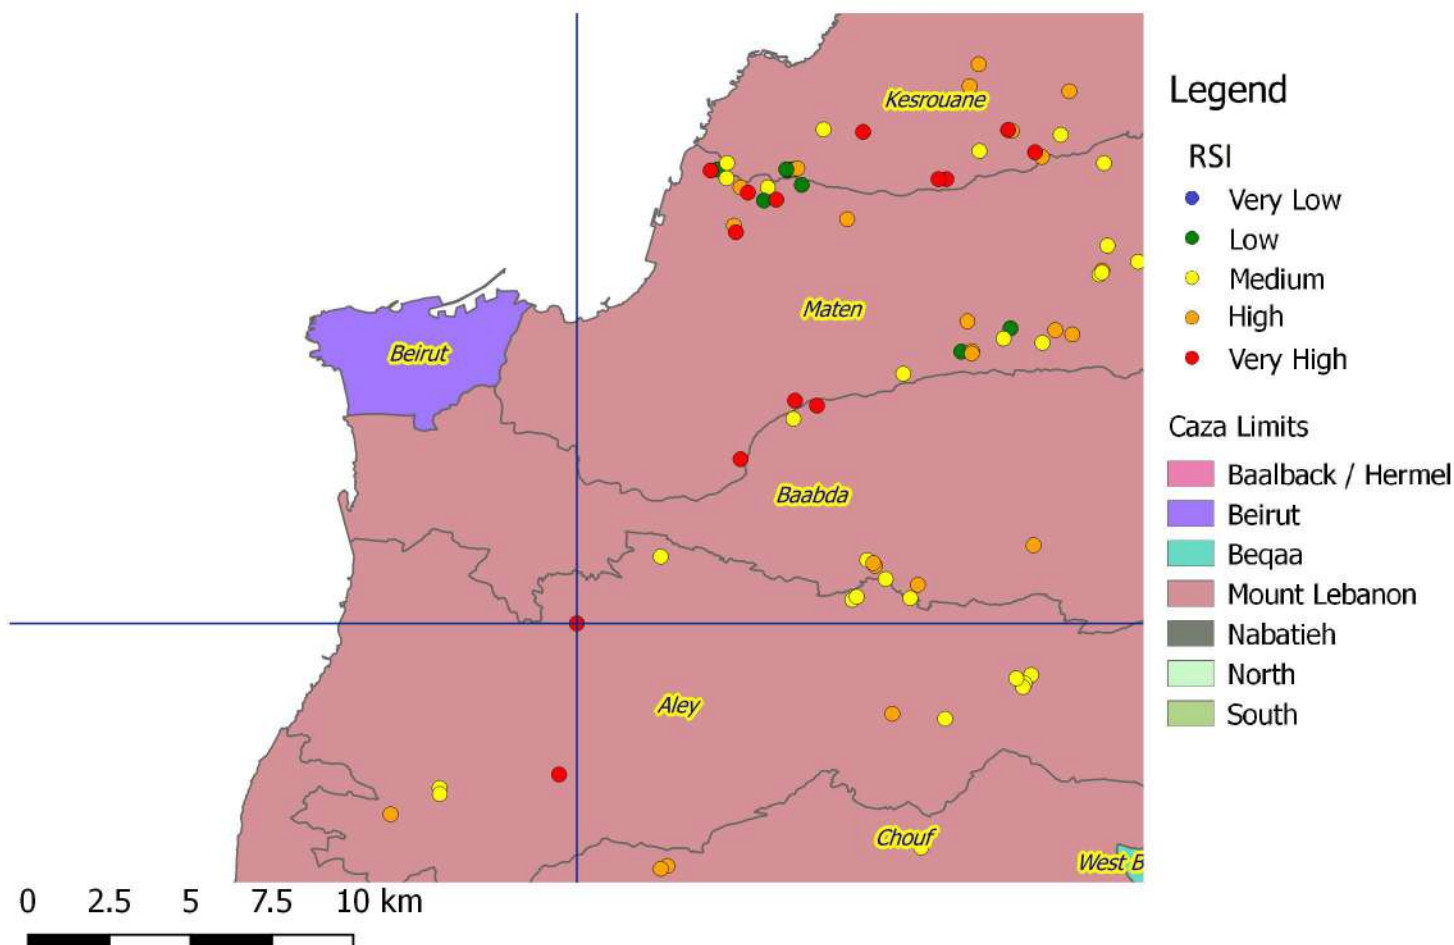 Kesrouane
Maten
Beirut
Baabda
Aley
Chouf
West B
0 2.5 5 7.5 10 km
Legend
RSI
Very Low
Low
Medium
High
Very High
Caza Limits
Baalback / Hermel
Beirut
Beqaa
Mount Lebanon
Nabatieh
North
South